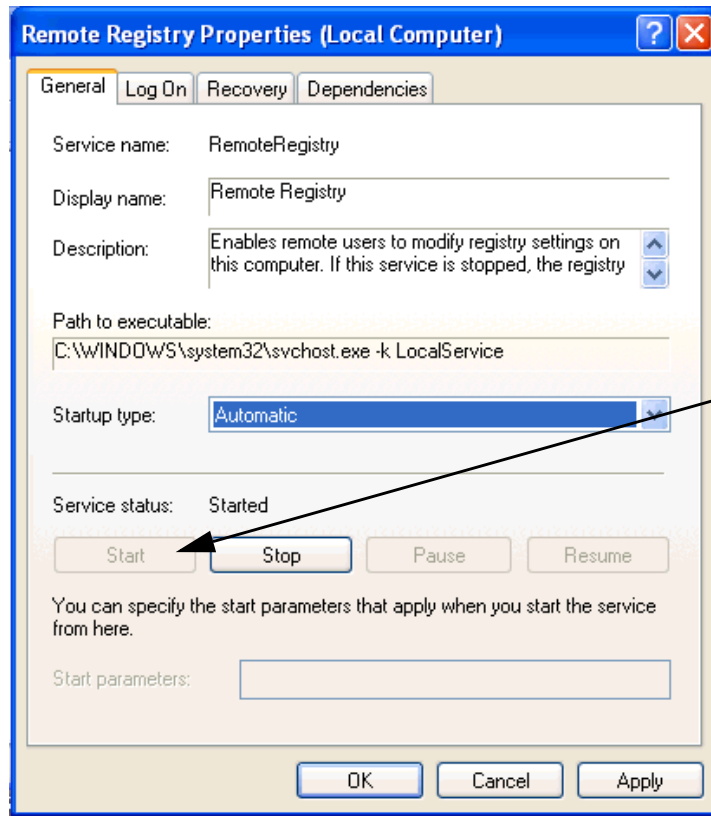 Remote Registry Properties (Local Computer)
General Log On Recovery Dependencies
Service name: RemoteRegistry
Display name: Remote Registry
Description: Enables remote users to modify registry settings on
this computer. If this service is stopped, the registry
Path to executable:
C:\WINDOWS\system32\svchost.exe -k LocalService
Startup type: Automatic
Service status: Started
Start Stop Pause Resume
You can specify the start parameters that apply when you start the service
from here.
Start parameters:
OK Cancel Apply